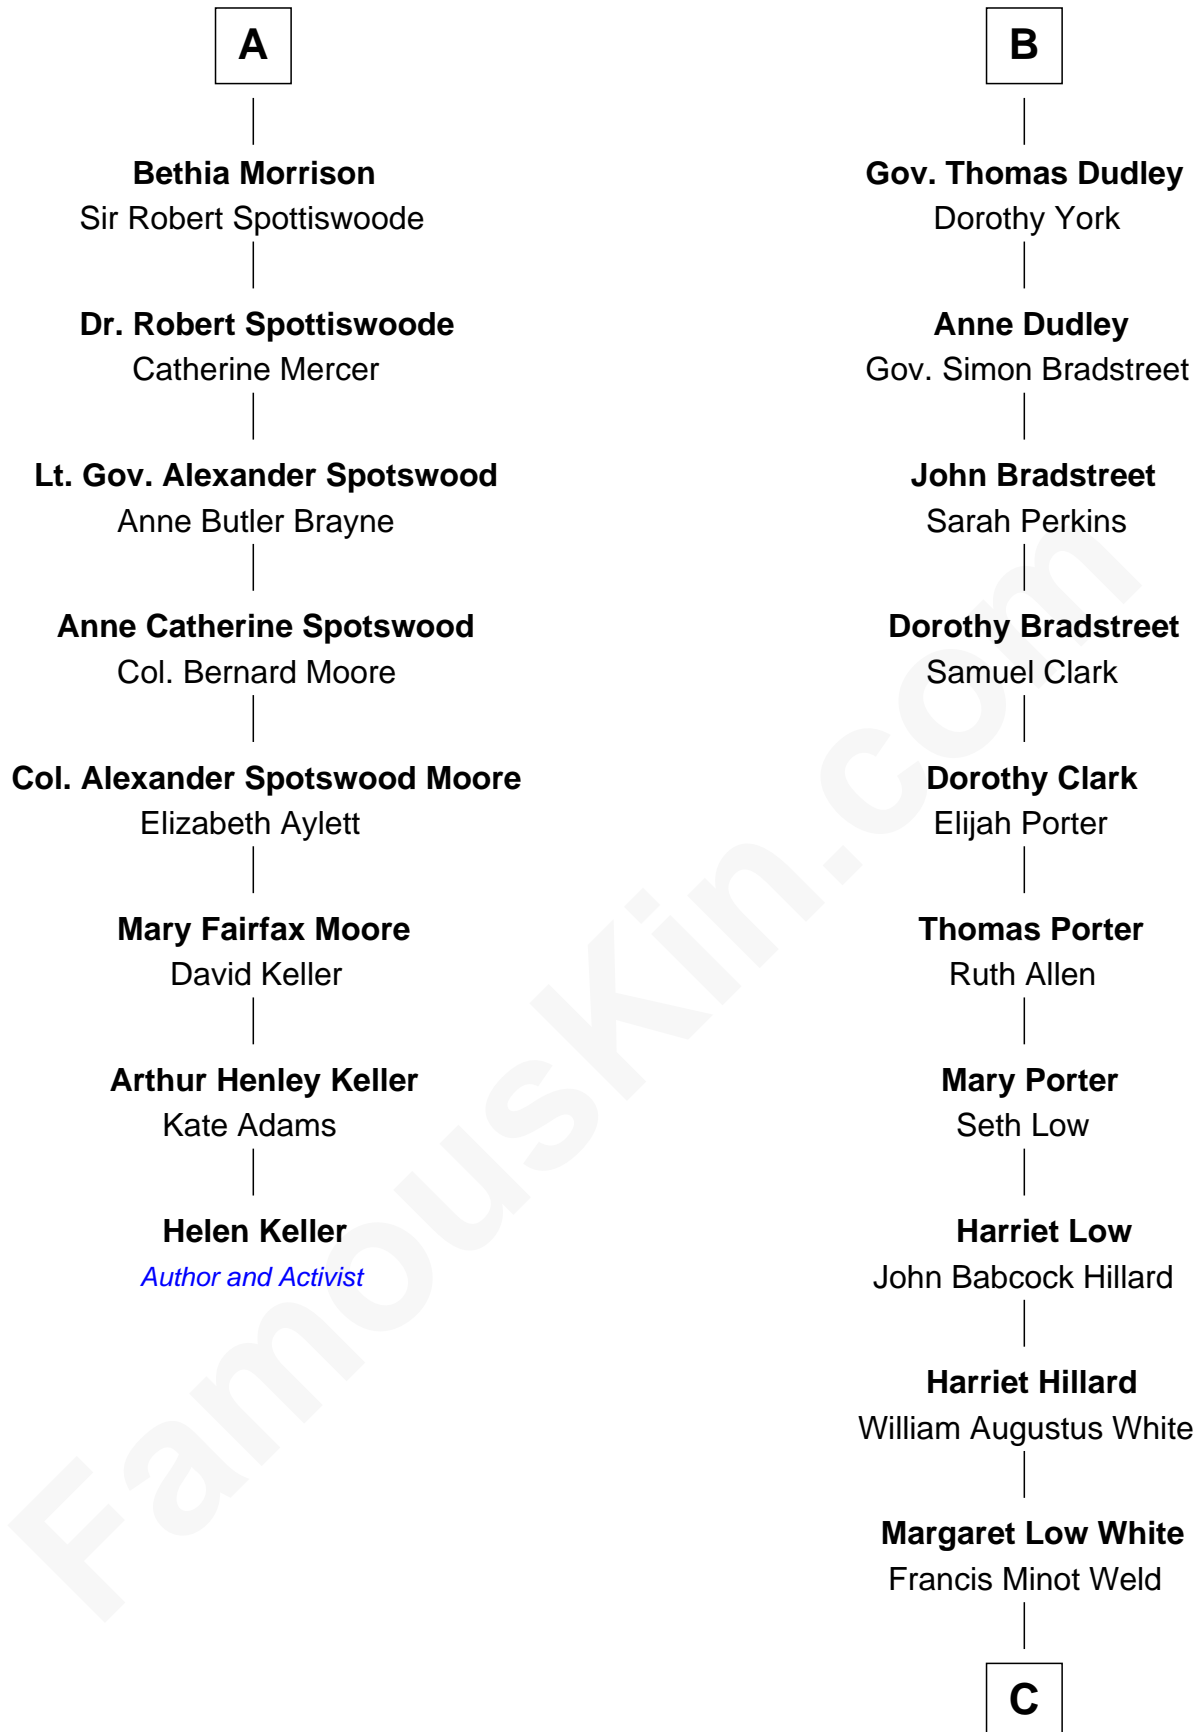 A
Bethia Morrison
Sir Robert Spottiswoode
Dr. Robert Spottiswoode
Catherine Mercer
Lt. Gov. Alexander Spotswood
Anne Butler Brayne
Anne Catherine Spotswood
Col. Bernard Moore
Col. Alexander Spotswood Moore
Elizabeth Aylett
Mary Fairfax Moore
David Keller
Arthur Henley Keller
Kate Adams
Helen Keller
Author and Activist
B
Gov. Thomas Dudley
Dorothy York
Anne Dudley
Gov. Simon Bradstreet
John Bradstreet
Sarah Perkins
Dorothy Bradstreet
Samuel Clark
Dorothy Clark
Elijah Porter
Thomas Porter
Ruth Allen
Mary Porter
Seth Low
Harriet Low
John Babcock Hillard
Harriet Hillard
William Augustus White
Margaret Low White
Francis Minot Weld
C
FamousKin.com